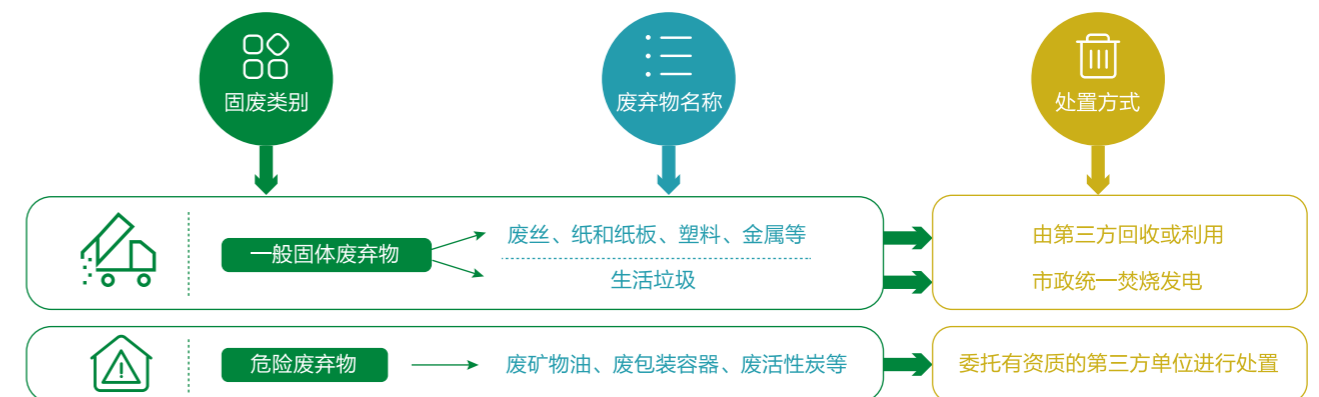 固废类别
废弃物名称
处置方式
一般固体废弃物
废丝、纸和纸板、塑料、金属等
由第三方回收或利用
生活垃圾
市政统一焚烧发电
危险废弃物
废矿物油、废包装容器、废活性炭等
委托有资质的第三方单位进行处置